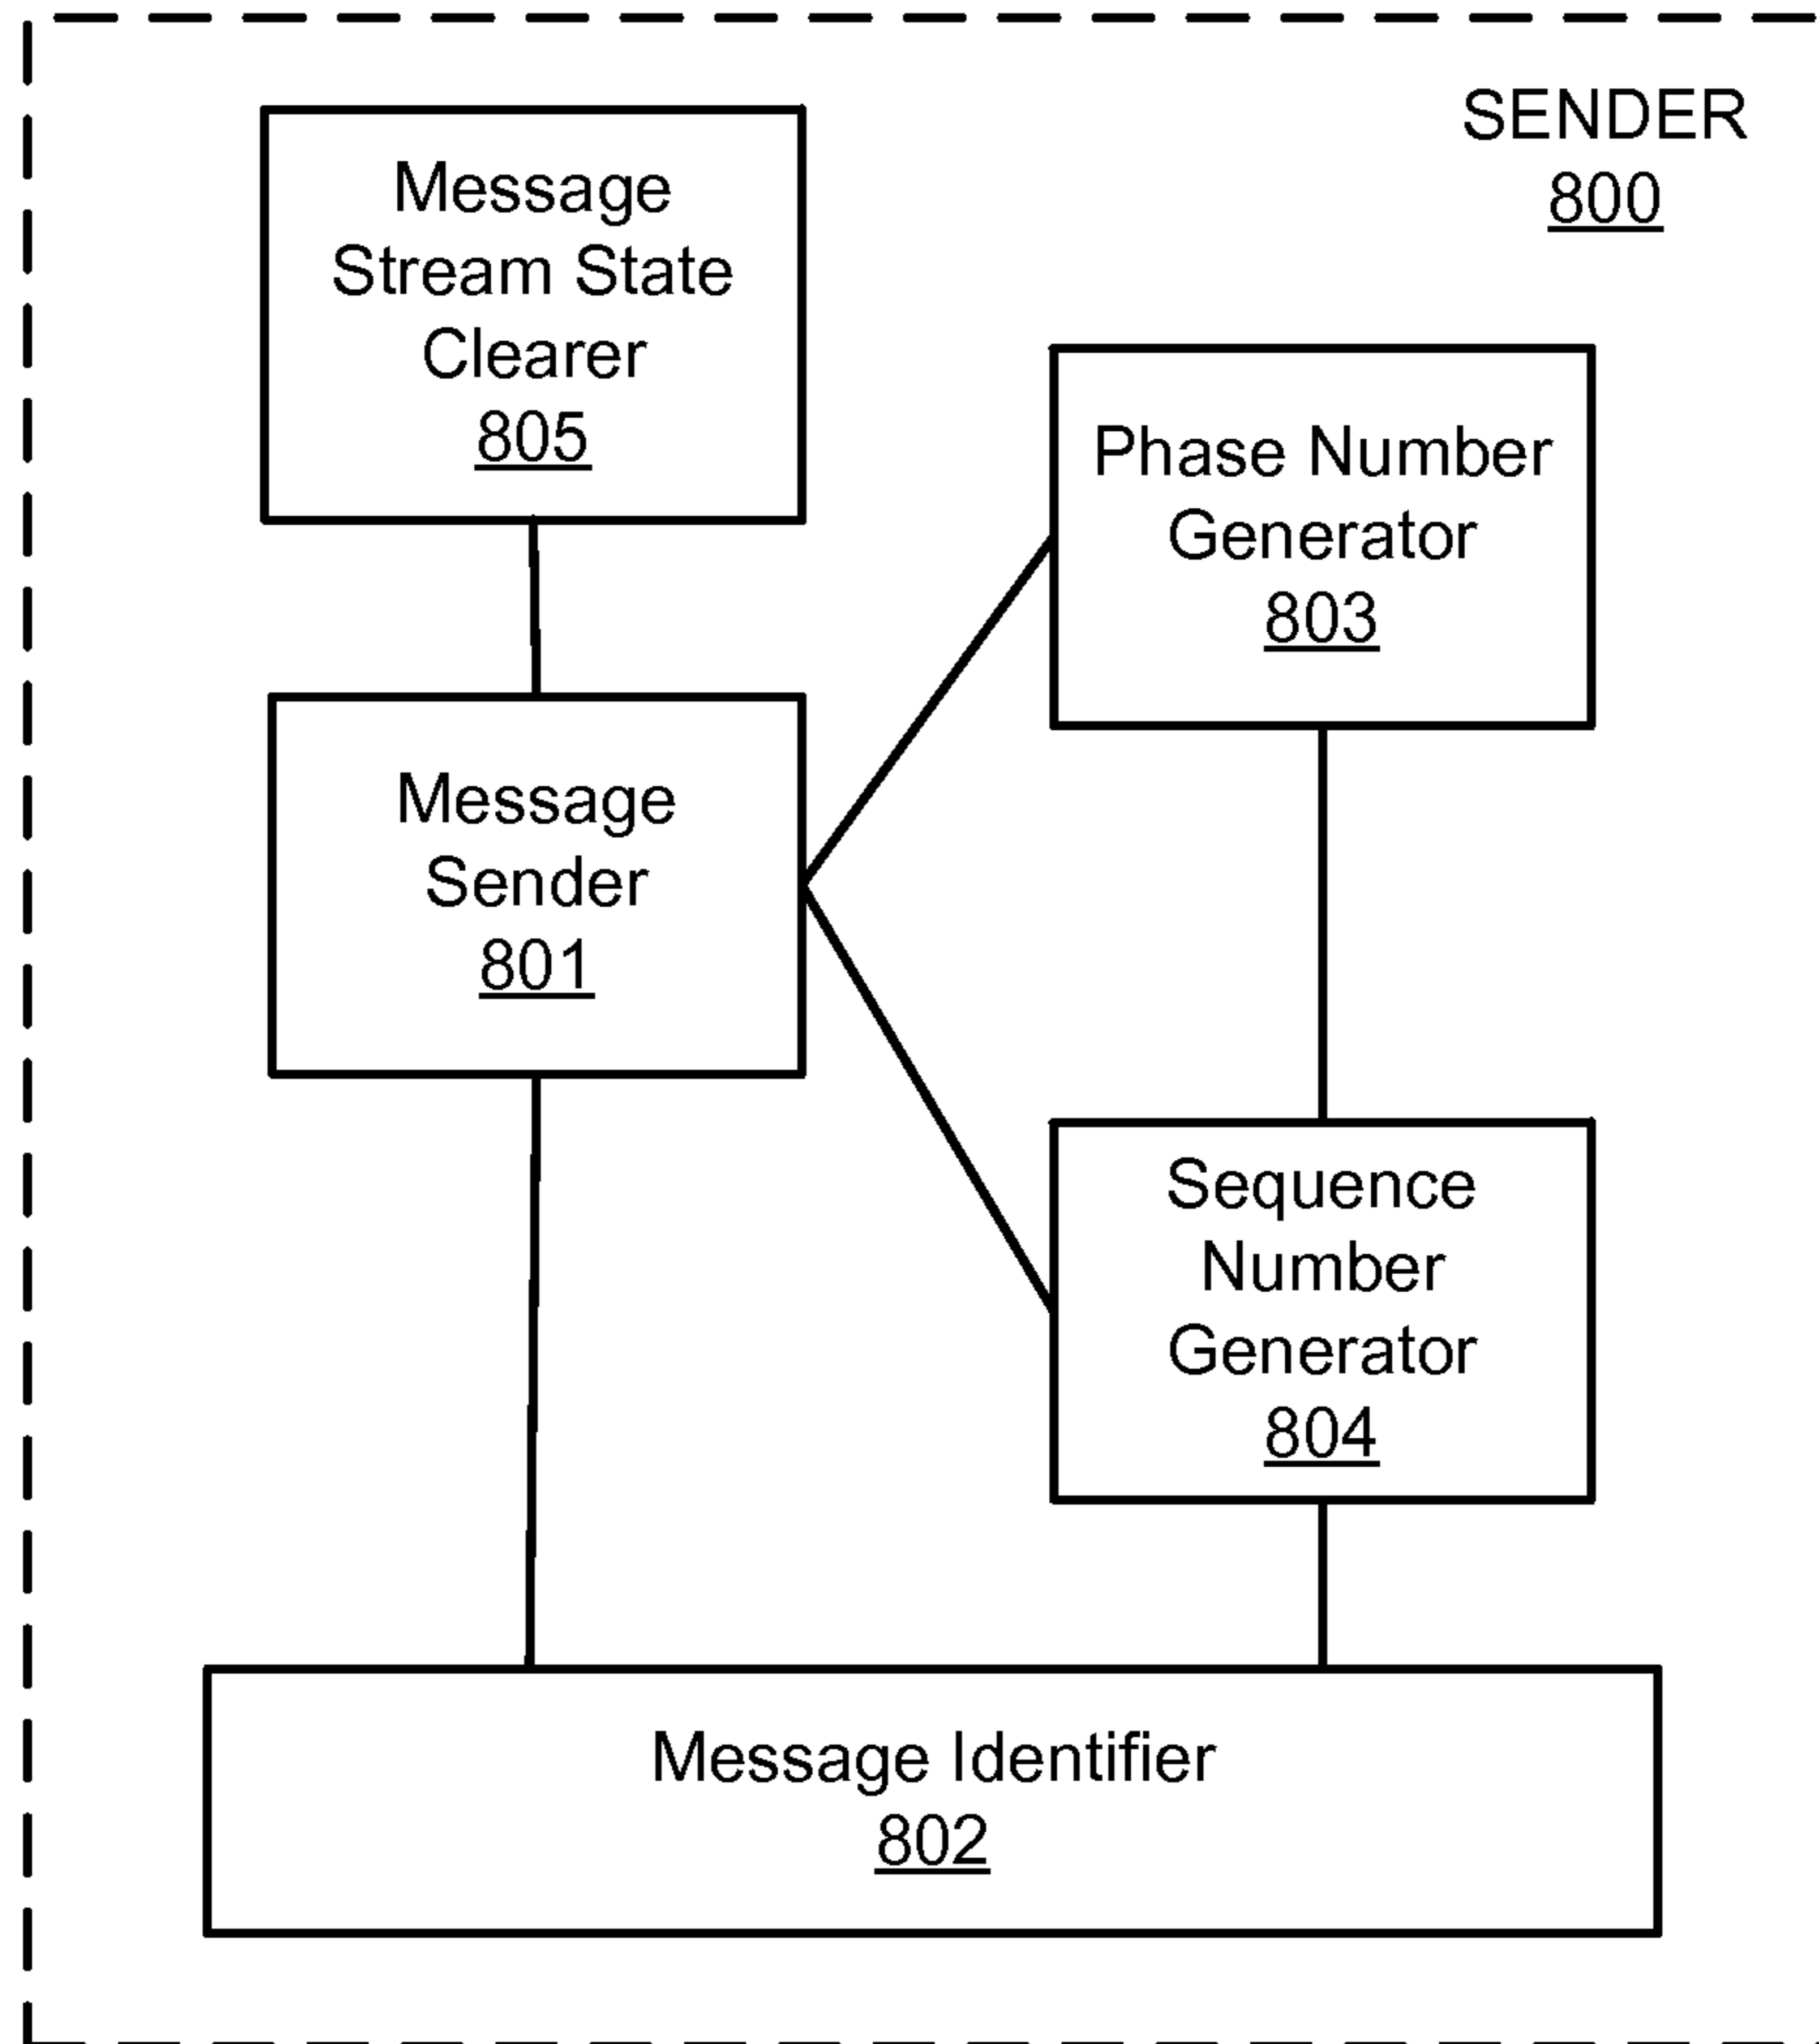 SENDER
800
Message
Stream State
Clearer
805
Phase Number
Generator
803
Message
Sender
801
Sequence
Number
Generator
804
Message Identifier
802